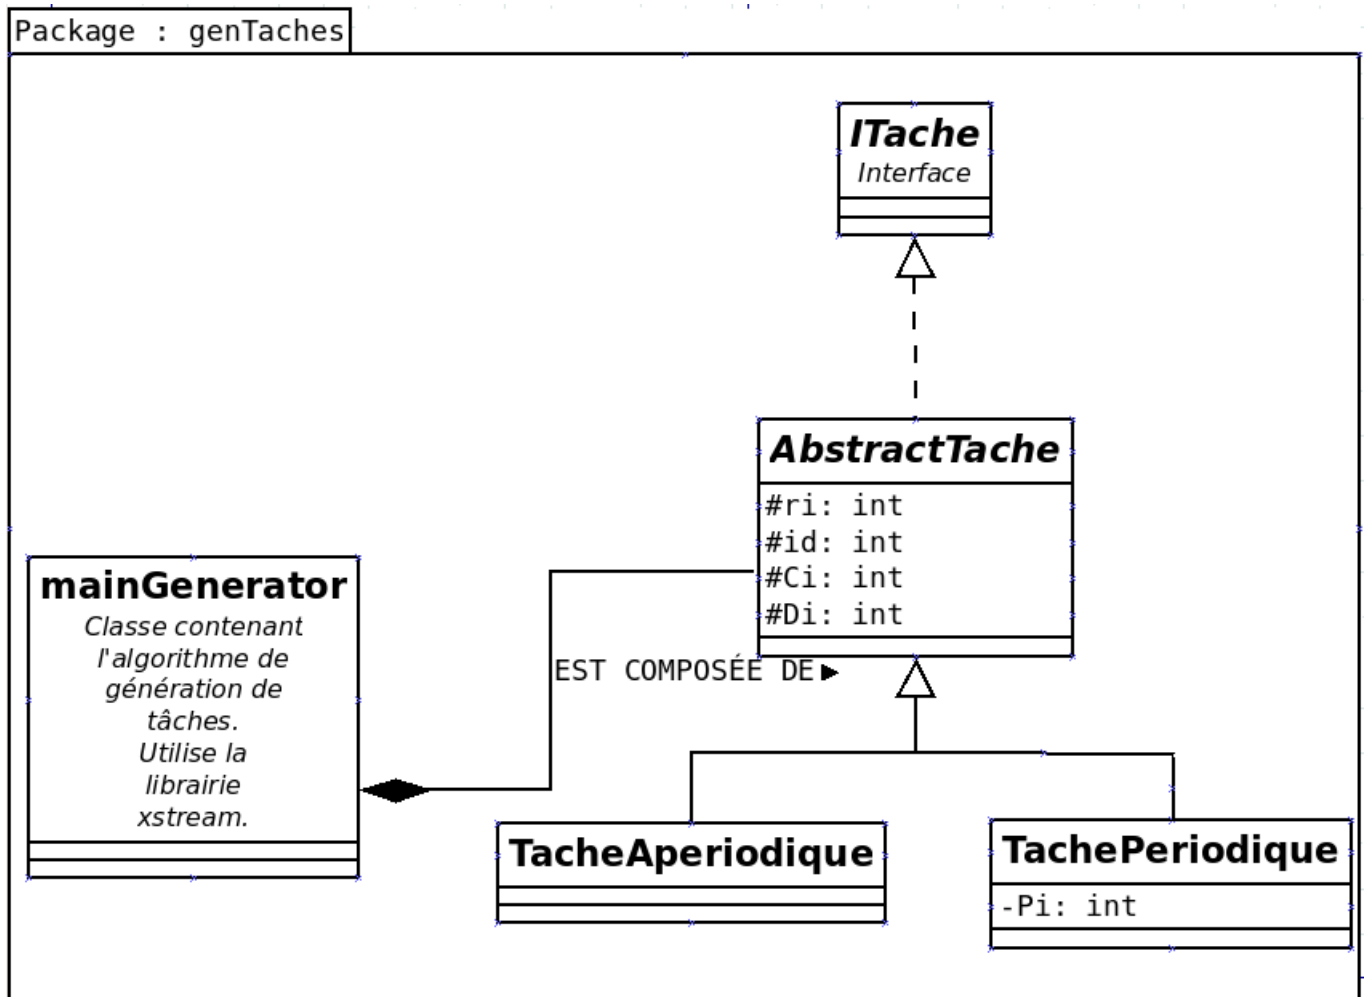 Package : genTaches
ITache
Interface
AbstractTache
#ri: int
#id: int
#Ci: int
#Di: int
mainGenerator
Classe contenant
l'algorithme de
génération de
tâches.
Utilise la
librairie
xstream.
EST COMPOSÉE DE▶
TacheAperiodique
TachePeriodique
-Pi: int